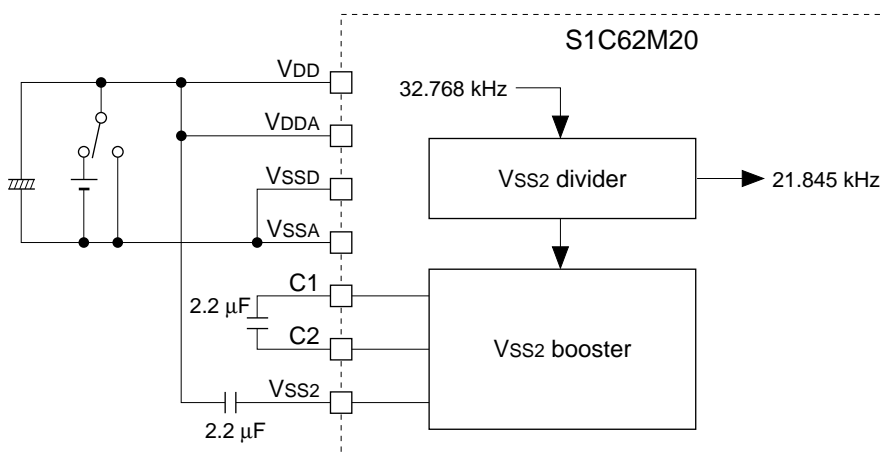 S1C62M20
VDD
32.768 kHz
VDDA
VSSD
VSS2 divider
21.845 kHz
VSSA
C1
2.2 µF
C2
VSS2 booster
VSS2
2.2 µF